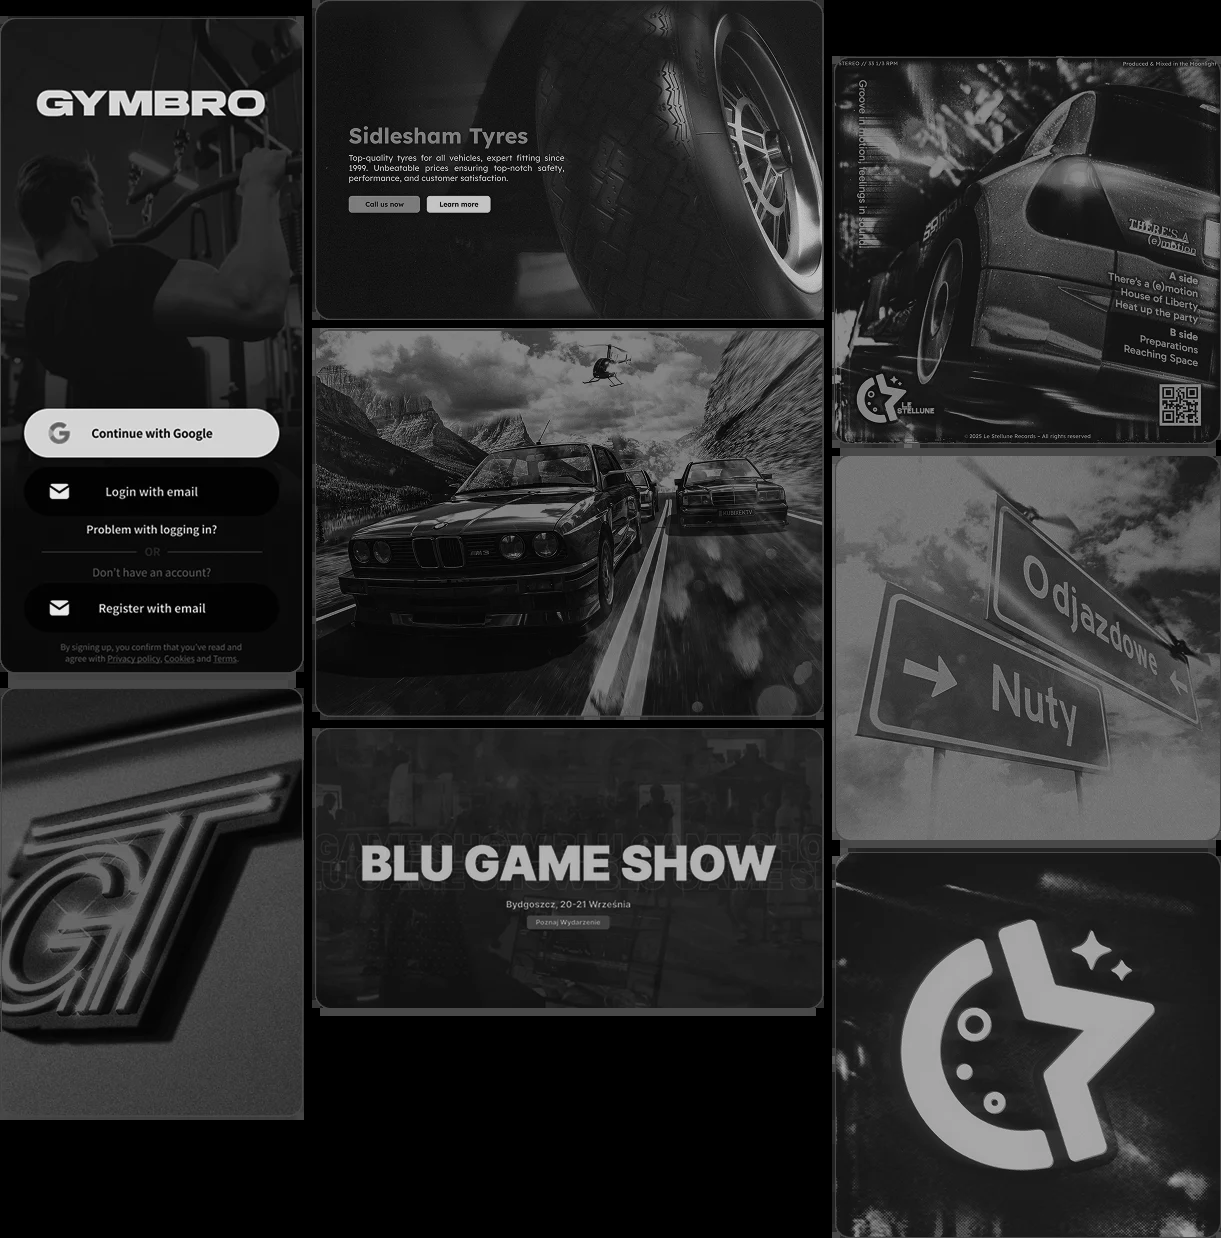 GYMBRO
Continue with Google
Login with email
Problem with logging in?
OR
Don't have an account?
Register with email
By signing up, you confirm that you've read and
agree with Privacy policy, Cookies and Terms.
GT
Sidlesham Tyres
Top-quality tyres for all vehicles, expert fitting since
1999. Unbeatable prices ensuring top-notch safety,
performance, and customer satisfaction.
Call us now
Learn more
BLU GAME SHOW
Bydgoszcz, 20-21 Września
Poznaj Wydarzenie
STEREO // 33 1/3 RPM
Produced & Mixed in the Moonlight
Groove in motion, feelings in sound.
THERE'S A
(e)motion
A side
There's a (e)motion
House of Liberty
Heat up the party
B side
Preparations
Reaching Space
LE
STELLUNE
© 2025 Le Stellune Records - All rights reserved
Odjazdowe
Nuty